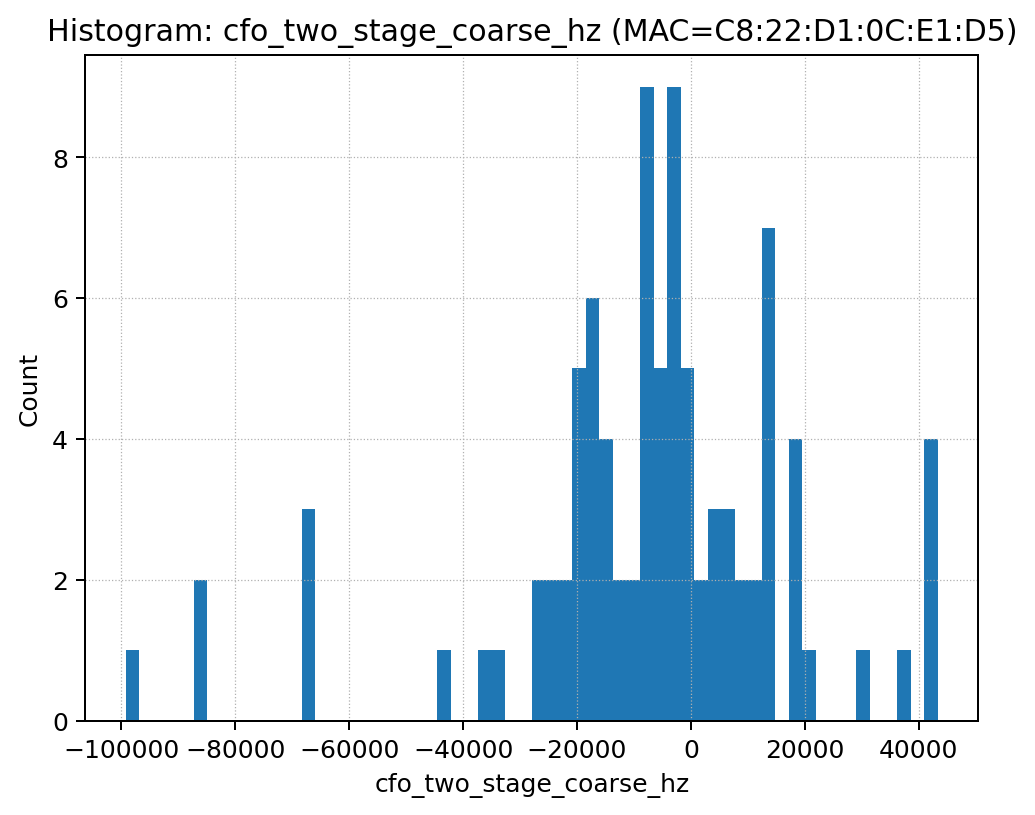 Histogram: cfo_two_stage_coarse_hz (MAC=C8:22:D1:0C:E1:D5)
8
6
4
2
0
Count
−100000 −80000 −60000 −40000 −20000 0 20000 40000
cfo_two_stage_coarse_hz